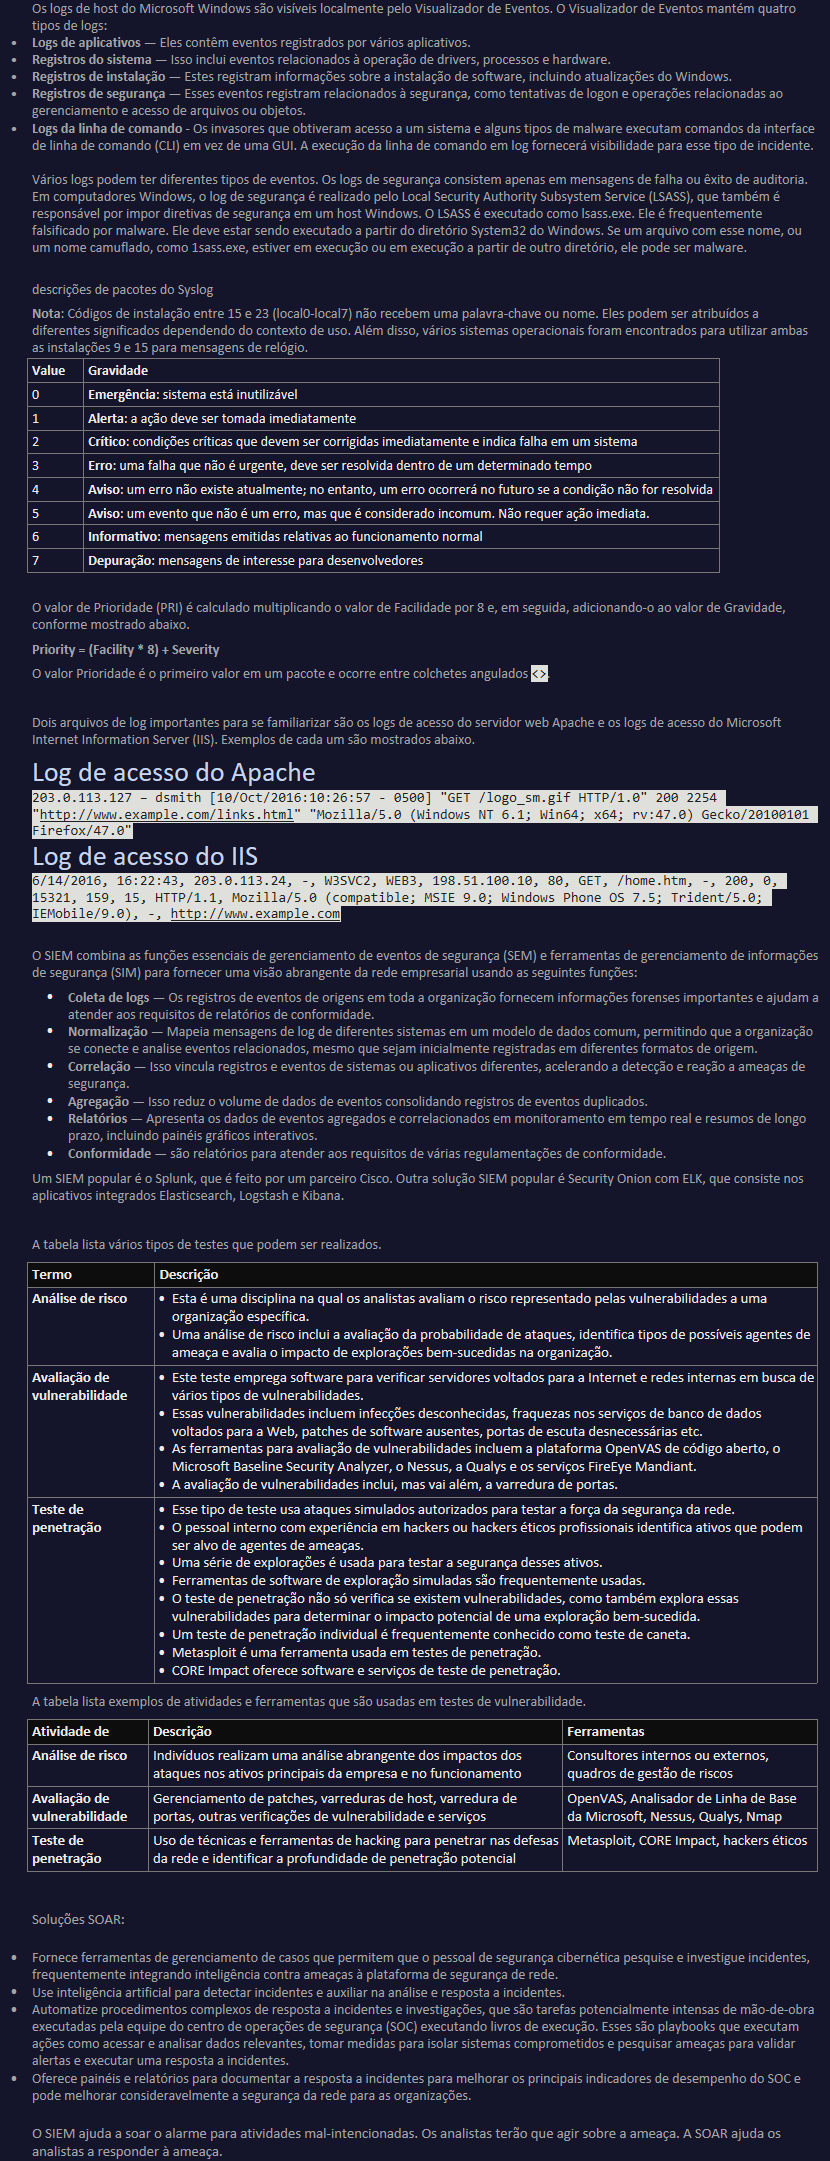 Os logs de host do Microsoft Windows são visíveis localmente pelo Visualizador de Eventos. O Visualizador de Eventos mantém quatro
tipos de logs:
• Logs de aplicativos — Eles contêm eventos registrados por vários aplicativos.
• Registros do sistema — Isso inclui eventos relacionados à operação de drivers, processos e hardware.
• Registros de instalação — Estes registram informações sobre a instalação de software, incluindo atualizações do Windows.
• Registros de segurança — Esses eventos registram relacionados à segurança, como tentativas de logon e operações relacionadas ao
gerenciamento e acesso de arquivos ou objetos.
• Logs da linha de comando - Os invasores que obtiveram acesso a um sistema e alguns tipos de malware executam comandos da interface
de linha de comando (CLI) em vez de uma GUI. A execução da linha de comando em log fornecerá visibilidade para esse tipo de incidente.
Vários logs podem ter diferentes tipos de eventos. Os logs de segurança consistem apenas em mensagens de falha ou êxito de auditoria.
Em computadores Windows, o log de segurança é realizado pelo Local Security Authority Subsystem Service (LSASS), que também é
responsável por impor diretivas de segurança em um host Windows. O LSASS é executado como lsass.exe. Ele é frequentemente
falsificado por malware. Ele deve estar sendo executado a partir do diretório System32 do Windows. Se um arquivo com esse nome, ou
um nome camuflado, como 1sass.exe, estiver em execução ou em execução a partir de outro diretório, ele pode ser malware.
descrições de pacotes do Syslog
Nota: Códigos de instalação entre 15 e 23 (local0-local7) não recebem uma palavra-chave ou nome. Eles podem ser atribuídos a
diferentes significados dependendo do contexto de uso. Além disso, vários sistemas operacionais foram encontrados para utilizar ambas
as instalações 9 e 15 para mensagens de relógio.
Value Gravidade
0 Emergência: sistema está inutilizável
1 Alerta: a ação deve ser tomada imediatamente
2 Crítico: condições críticas que devem ser corrigidas imediatamente e indica falha em um sistema
3 Erro: uma falha que não é urgente, deve ser resolvida dentro de um determinado tempo
4 Aviso: um erro não existe atualmente; no entanto, um erro ocorrerá no futuro se a condição não for resolvida
5 Aviso: um evento que não é um erro, mas que é considerado incomum. Não requer ação imediata.
6 Informativo: mensagens emitidas relativas ao funcionamento normal
7 Depuração: mensagens de interesse para desenvolvedores
O valor de Prioridade (PRI) é calculado multiplicando o valor de Facilidade por 8 e, em seguida, adicionando-o ao valor de Gravidade,
conforme mostrado abaixo.
Priority = (Facility * 8) + Severity
O valor Prioridade é o primeiro valor em um pacote e ocorre entre colchetes angulados <>.
Dois arquivos de log importantes para se familiarizar são os logs de acesso do servidor web Apache e os logs de acesso do Microsoft
Internet Information Server (IIS). Exemplos de cada um são mostrados abaixo.
Log de acesso do Apache
203.0.113.127 – dsmith [10/Oct/2016:10:26:57 - 0500] "GET /logo_sm.gif HTTP/1.0" 200 2254
"http://www.example.com/links.html" "Mozilla/5.0 (Windows NT 6.1; Win64; x64; rv:47.0) Gecko/20100101
Firefox/47.0"
Log de acesso do IIS
6/14/2016, 16:22:43, 203.0.113.24, -, W3SVC2, WEB3, 198.51.100.10, 80, GET, /home.htm, -, 200, 0,
15321, 159, 15, HTTP/1.1, Mozilla/5.0 (compatible; MSIE 9.0; Windows Phone OS 7.5; Trident/5.0;
IEMobile/9.0), -, http://www.example.com
O SIEM combina as funções essenciais de gerenciamento de eventos de segurança (SEM) e ferramentas de gerenciamento de informações
de segurança (SIM) para fornecer uma visão abrangente da rede empresarial usando as seguintes funções:
• Coleta de logs — Os registros de eventos de origens em toda a organização fornecem informações forenses importantes e ajudam a
atender aos requisitos de relatórios de conformidade.
• Normalização — Mapeia mensagens de log de diferentes sistemas em um modelo de dados comum, permitindo que a organização
se conecte e analise eventos relacionados, mesmo que sejam inicialmente registradas em diferentes formatos de origem.
• Correlação — Isso vincula registros e eventos de sistemas ou aplicativos diferentes, acelerando a detecção e reação a ameaças de
segurança.
• Agregação — Isso reduz o volume de dados de eventos consolidando registros de eventos duplicados.
• Relatórios — Apresenta os dados de eventos agregados e correlacionados em monitoramento em tempo real e resumos de longo
prazo, incluindo painéis gráficos interativos.
• Conformidade — são relatórios para atender aos requisitos de várias regulamentações de conformidade.
Um SIEM popular é o Splunk, que é feito por um parceiro Cisco. Outra solução SIEM popular é Security Onion com ELK, que consiste nos
aplicativos integrados Elasticsearch, Logstash e Kibana.
A tabela lista vários tipos de testes que podem ser realizados.
Termo Descrição
Análise de risco • Esta é uma disciplina na qual os analistas avaliam o risco representado pelas vulnerabilidades a uma
organização específica.
• Uma análise de risco inclui a avaliação da probabilidade de ataques, identifica tipos de possíveis agentes de
ameaça e avalia o impacto de explorações bem-sucedidas na organização.
Avaliação de • Este teste emprega software para verificar servidores voltados para a Internet e redes internas em busca de
vulnerabilidade vários tipos de vulnerabilidades.
• Essas vulnerabilidades incluem infecções desconhecidas, fraquezas nos serviços de banco de dados
voltados para a Web, patches de software ausentes, portas de escuta desnecessárias etc.
• As ferramentas para avaliação de vulnerabilidades incluem a plataforma OpenVAS de código aberto, o
Microsoft Baseline Security Analyzer, o Nessus, a Qualys e os serviços FireEye Mandiant.
• A avaliação de vulnerabilidades inclui, mas vai além, a varredura de portas.
Teste de • Esse tipo de teste usa ataques simulados autorizados para testar a força da segurança da rede.
penetração • O pessoal interno com experiência em hackers ou hackers éticos profissionais identifica ativos que podem
ser alvo de agentes de ameaças.
• Uma série de explorações é usada para testar a segurança desses ativos.
• Ferramentas de software de exploração simuladas são frequentemente usadas.
• O teste de penetração não só verifica se existem vulnerabilidades, como também explora essas
vulnerabilidades para determinar o impacto potencial de uma exploração bem-sucedida.
• Um teste de penetração individual é frequentemente conhecido como teste de caneta.
• Metasploit é uma ferramenta usada em testes de penetração.
• CORE Impact oferece software e serviços de teste de penetração.
A tabela lista exemplos de atividades e ferramentas que são usadas em testes de vulnerabilidade.
Atividade de Descrição Ferramentas
Análise de risco Indivíduos realizam uma análise abrangente dos impactos dos Consultores internos ou externos,
ataques nos ativos principais da empresa e no funcionamento quadros de gestão de riscos
Avaliação de Gerenciamento de patches, varreduras de host, varredura de OpenVAS, Analisador de Linha de Base
vulnerabilidade portas, outras verificações de vulnerabilidade e serviços da Microsoft, Nessus, Qualys, Nmap
Teste de Uso de técnicas e ferramentas de hacking para penetrar nas defesas Metasploit, CORE Impact, hackers éticos
penetração da rede e identificar a profundidade de penetração potencial
Soluções SOAR:
• Fornece ferramentas de gerenciamento de casos que permitem que o pessoal de segurança cibernética pesquise e investigue incidentes,
frequentemente integrando inteligência contra ameaças à plataforma de segurança de rede.
• Use inteligência artificial para detectar incidentes e auxiliar na análise e resposta a incidentes.
• Automatize procedimentos complexos de resposta a incidentes e investigações, que são tarefas potencialmente intensas de mão-de-obra
executadas pela equipe do centro de operações de segurança (SOC) executando livros de execução. Esses são playbooks que executam
ações como acessar e analisar dados relevantes, tomar medidas para isolar sistemas comprometidos e pesquisar ameaças para validar
alertas e executar uma resposta a incidentes.
• Oferece painéis e relatórios para documentar a resposta a incidentes para melhorar os principais indicadores de desempenho do SOC e
pode melhorar consideravelmente a segurança da rede para as organizações.
O SIEM ajuda a soar o alarme para atividades mal-intencionadas. Os analistas terão que agir sobre a ameaça. A SOAR ajuda os
analistas a responder à ameaça.